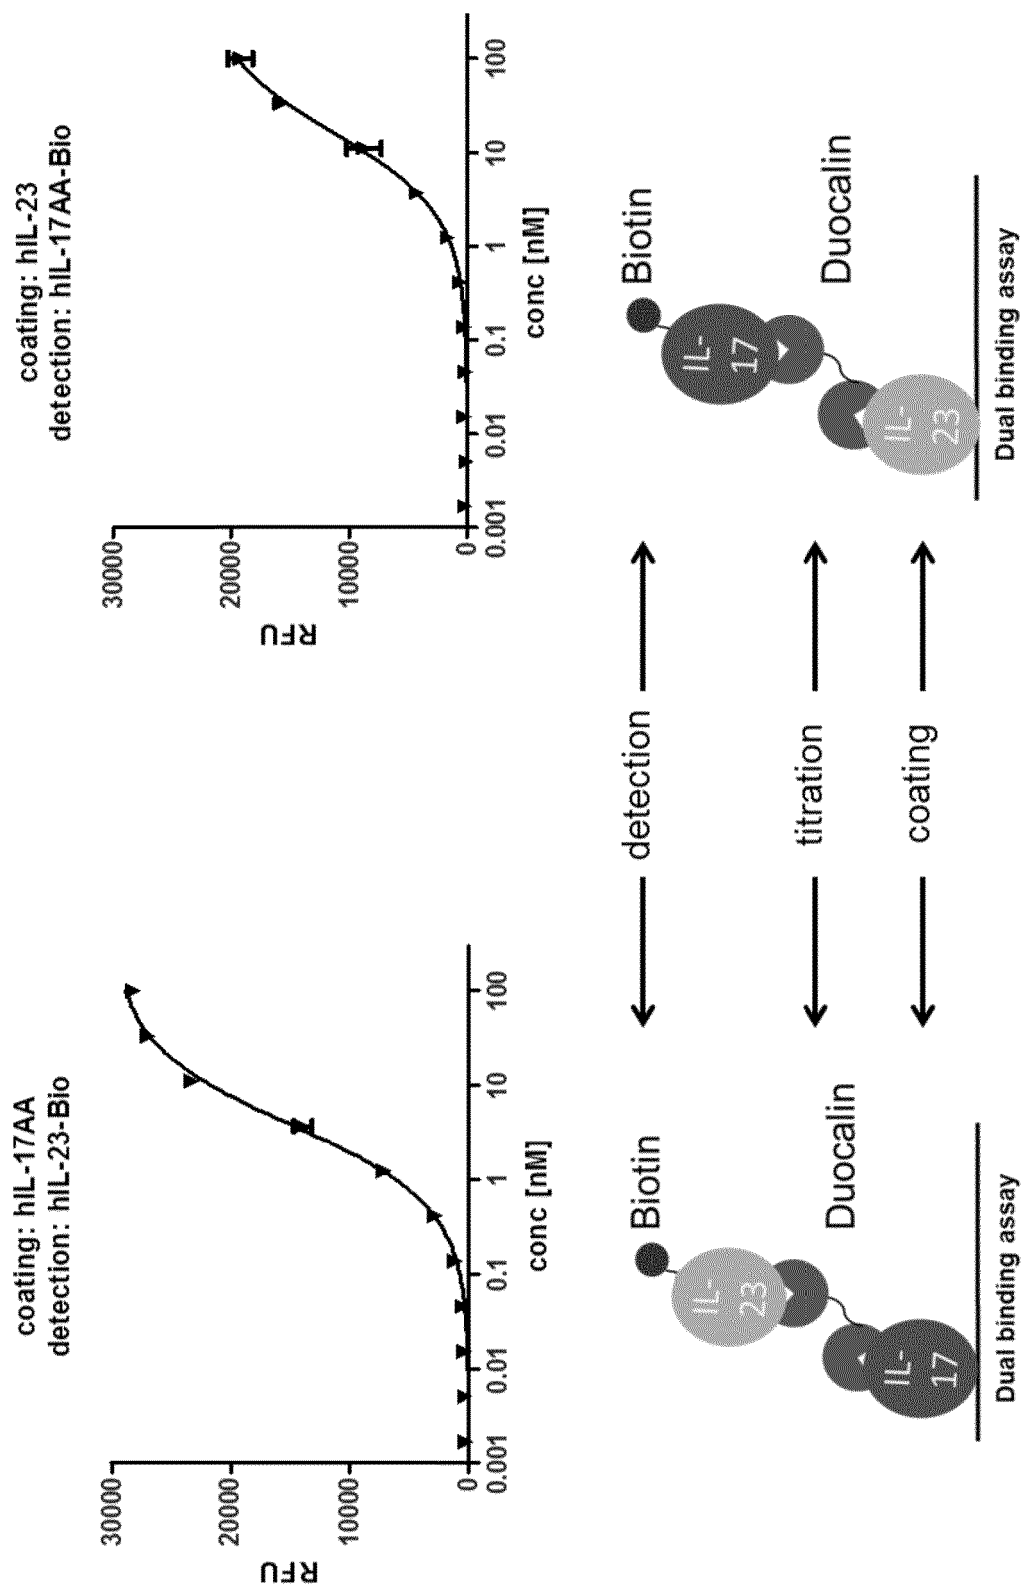 coating: hIL-17AA
detection: hIL-23-Bio
30000
20000
10000
0
RFU
0.001
0.01
0.1
1
10
100
conc [nM]
coating: hIL-23
detection: hIL-17AA-Bio
30000
20000
10000
0
RFU
0.001
0.01
0.1
1
10
100
conc [nM]
Biotin
IL-
23
Duocalin
IL-
17
Dual binding assay
detection
titration
coating
Biotin
IL-
17
Duocalin
IL-
23
Dual binding assay